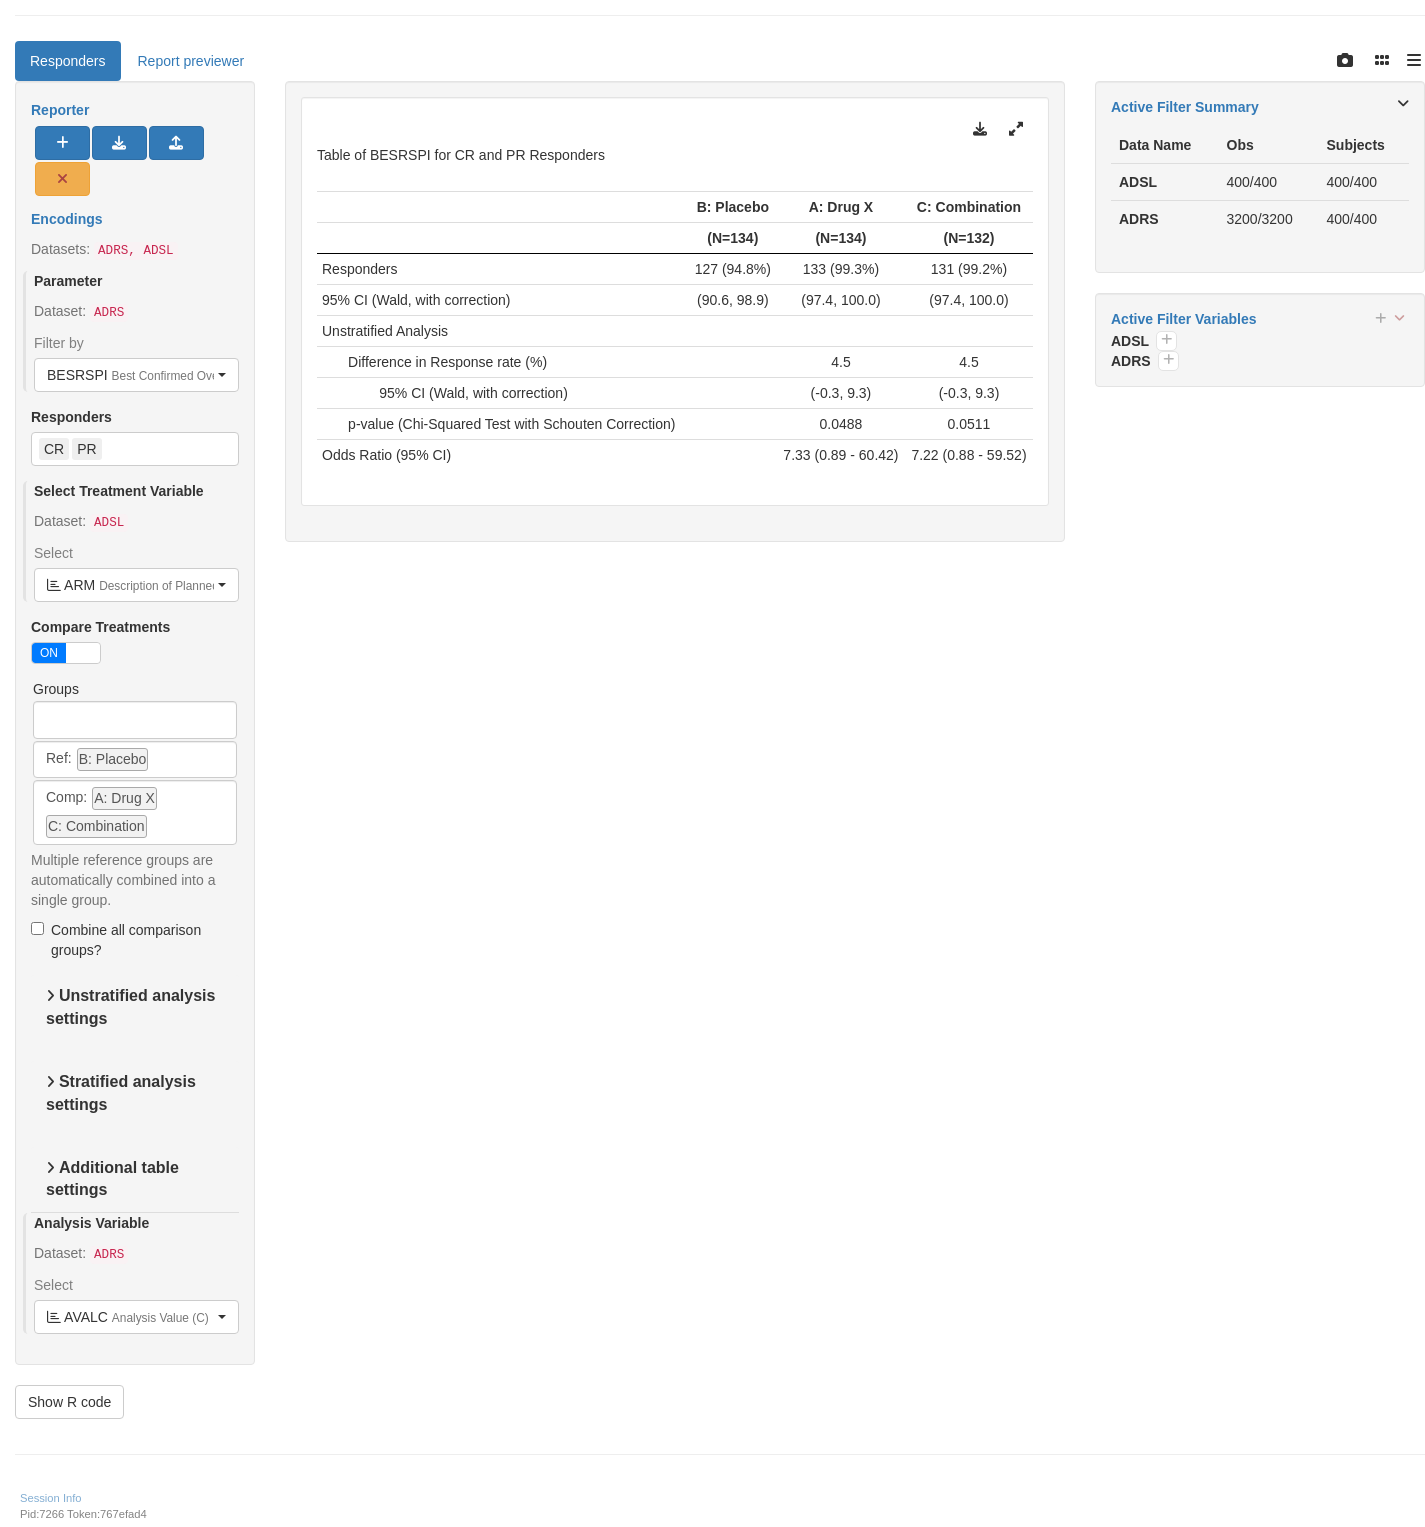 Responders
Report previewer
Reporter
Encodings
Datasets: ADRS, ADSL
Parameter
Dataset: ADRS
Filter by
BESRSPI Best Confirmed Ov
Responders
CR PR
Select Treatment Variable
Dataset: ADSL
Select
ARM Description of Planne
Compare Treatments
ON
Groups
Ref: B: Placebo
Comp: A: Drug X
C: Combination
Multiple reference groups are
automatically combined into a
single group.
Combine all comparison
groups?
Unstratified analysis
settings
Stratified analysis
settings
Additional table
settings
Analysis Variable
Dataset: ADRS
Select
AVALC Analysis Value (C)
Show R code
Table of BESRSPI for CR and PR Responders
B: Placebo A: Drug X C: Combination
(N=134) (N=134) (N=132)
Responders 127 (94.8%) 133 (99.3%) 131 (99.2%)
95% CI (Wald, with correction) (90.6, 98.9) (97.4, 100.0) (97.4, 100.0)
Unstratified Analysis
Difference in Response rate (%) 4.5 4.5
95% CI (Wald, with correction) (-0.3, 9.3) (-0.3, 9.3)
p-value (Chi-Squared Test with Schouten Correction) 0.0488 0.0511
Odds Ratio (95% CI) 7.33 (0.89 - 60.42) 7.22 (0.88 - 59.52)
Active Filter Summary
Data Name Obs Subjects
ADSL 400/400 400/400
ADRS 3200/3200 400/400
Active Filter Variables
ADSL
ADRS
Session Info
Pid:7266 Token:767efad4